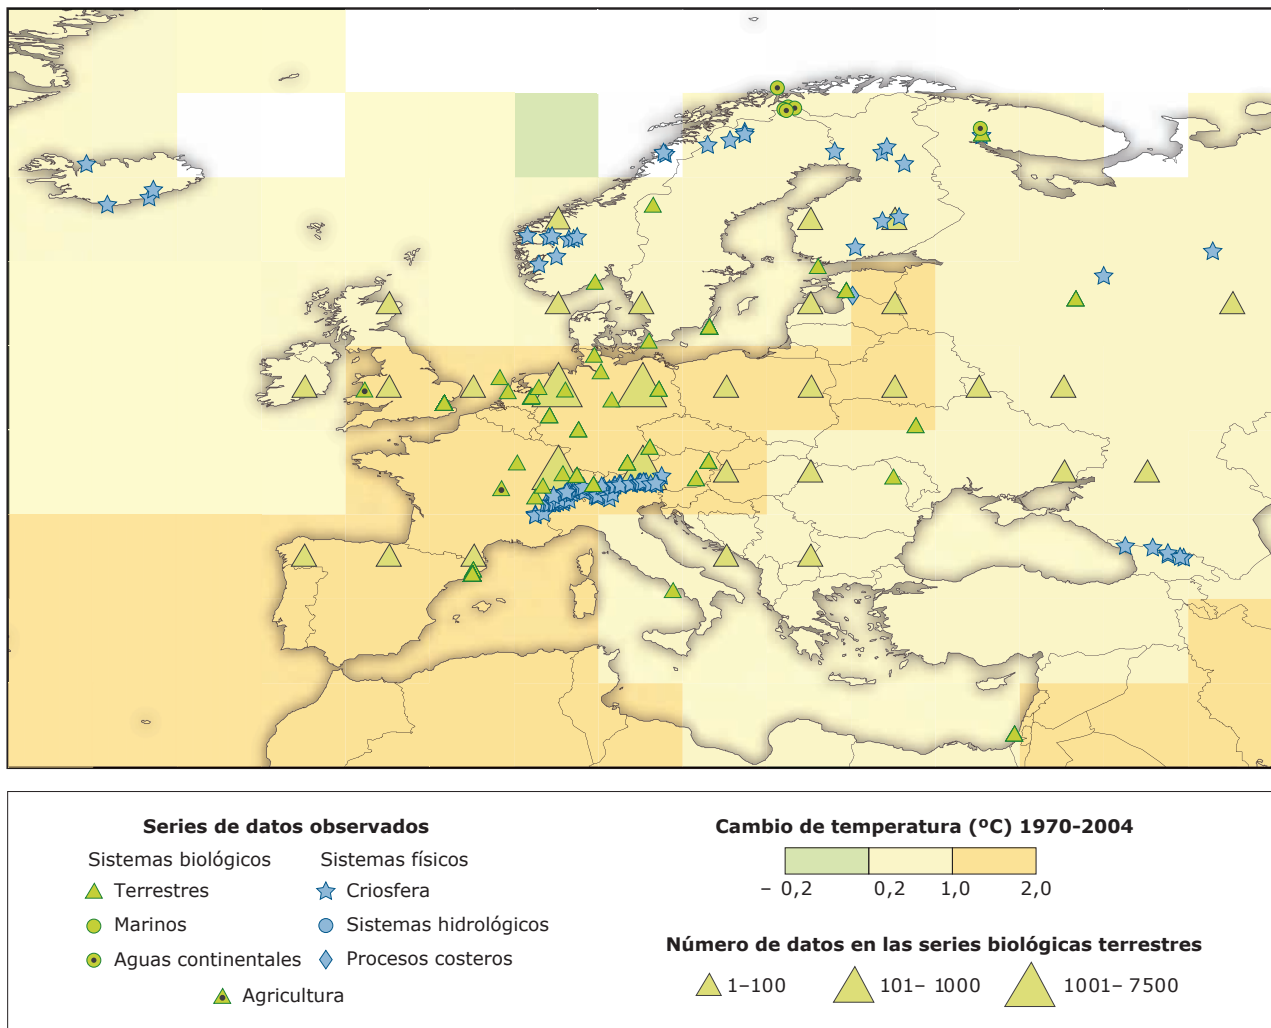 Series de datos observados
Sistemas biológicos
Sistemas físicos
Terrestres
Criosfera
Marinos
Sistemas hidrológicos
Aguas continentales
Procesos costeros
Agricultura
Cambio de temperatura (ºC) 1970-2004
– 0,2 0,2 1,0 2,0
Número de datos en las series biológicas terrestres
1–100 101– 1000 1001– 7500